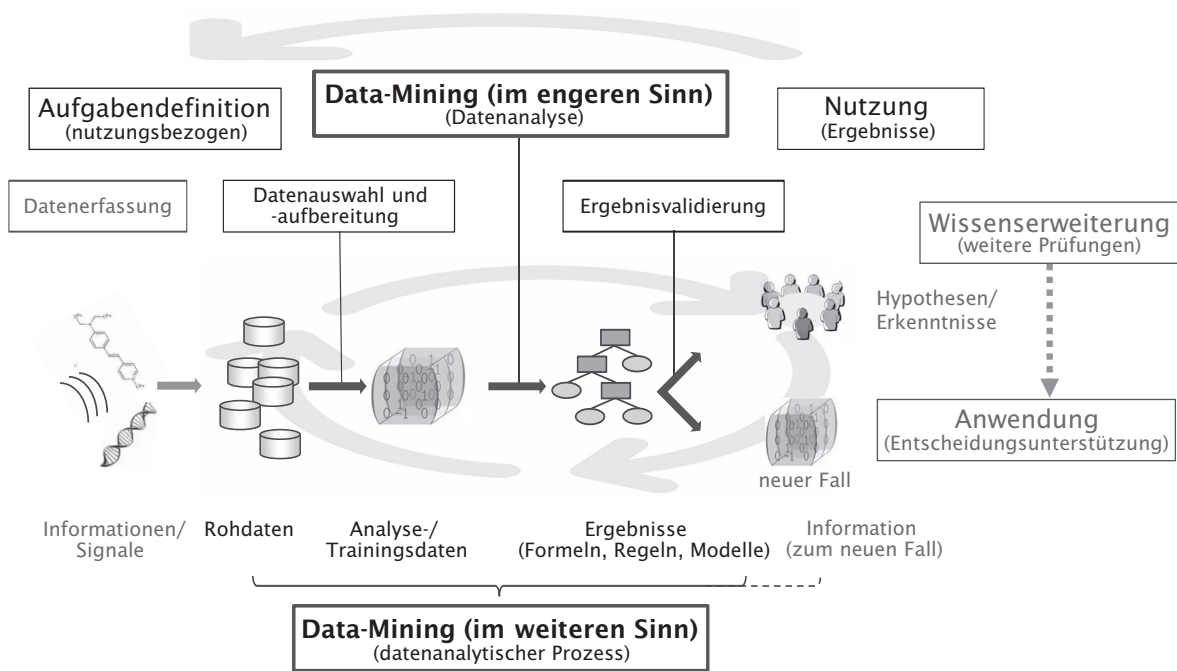 Aufgabendefinition
(nutzungsbezogen)
Data-Mining (im engeren Sinn)
(Datenanalyse)
Nutzung
(Ergebnisse)
Datenerfassung
Datenauswahl und
-aufbereitung
Ergebnisvalidierung
Wissenserweiterung
(weitere Prüfungen)
Hypothesen/
Erkenntnisse
Anwendung
(Entscheidungsunterstützung)
neuer Fall
Informationen/
Signale
Rohdaten
Analyse-/
Trainingsdaten
Ergebnisse
(Formeln, Regeln, Modelle)
Information
(zum neuen Fall)
Data-Mining (im weiteren Sinn)
(datenanalytischer Prozess)